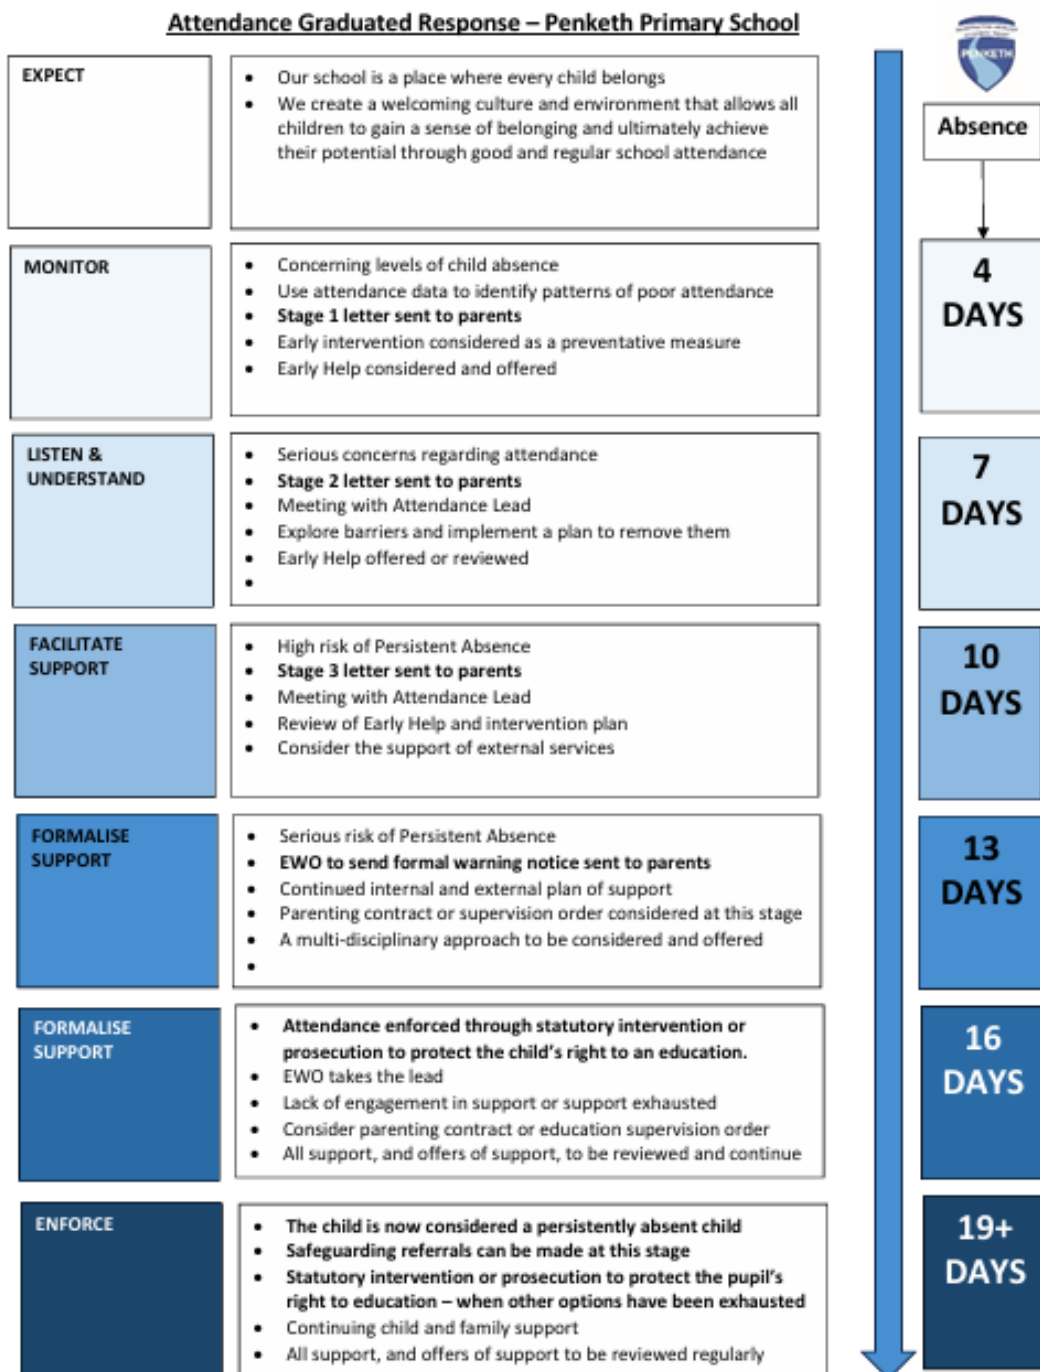 Attendance Graduated Response – Penketh Primary School
PENKETH
Absence
EXPECT
• Our school is a place where every child belongs
• We create a welcoming culture and environment that allows all
children to gain a sense of belonging and ultimately achieve
their potential through good and regular school attendance
MONITOR
• Concerning levels of child absence
• Use attendance data to identify patterns of poor attendance
• Stage 1 letter sent to parents
• Early intervention considered as a preventative measure
• Early Help considered and offered
4
DAYS
LISTEN &
UNDERSTAND
• Serious concerns regarding attendance
• Stage 2 letter sent to parents
• Meeting with Attendance Lead
• Explore barriers and implement a plan to remove them
• Early Help offered or reviewed
•
7
DAYS
FACILITATE
SUPPORT
• High risk of Persistent Absence
• Stage 3 letter sent to parents
• Meeting with Attendance Lead
• Review of Early Help and intervention plan
• Consider the support of external services
10
DAYS
FORMALISE
SUPPORT
• Serious risk of Persistent Absence
• EWO to send formal warning notice sent to parents
• Continued internal and external plan of support
• Parenting contract or supervision order considered at this stage
• A multi-disciplinary approach to be considered and offered
•
13
DAYS
FORMALISE
SUPPORT
• Attendance enforced through statutory intervention or
prosecution to protect the child's right to an education.
• EWO takes the lead
• Lack of engagement in support or support exhausted
• Consider parenting contract or education supervision order
• All support, and offers of support, to be reviewed and continue
16
DAYS
ENFORCE
• The child is now considered a persistently absent child
• Safeguarding referrals can be made at this stage
• Statutory intervention or prosecution to protect the pupil's
right to education – when other options have been exhausted
• Continuing child and family support
• All support, and offers of support to be reviewed regularly
19+
DAYS